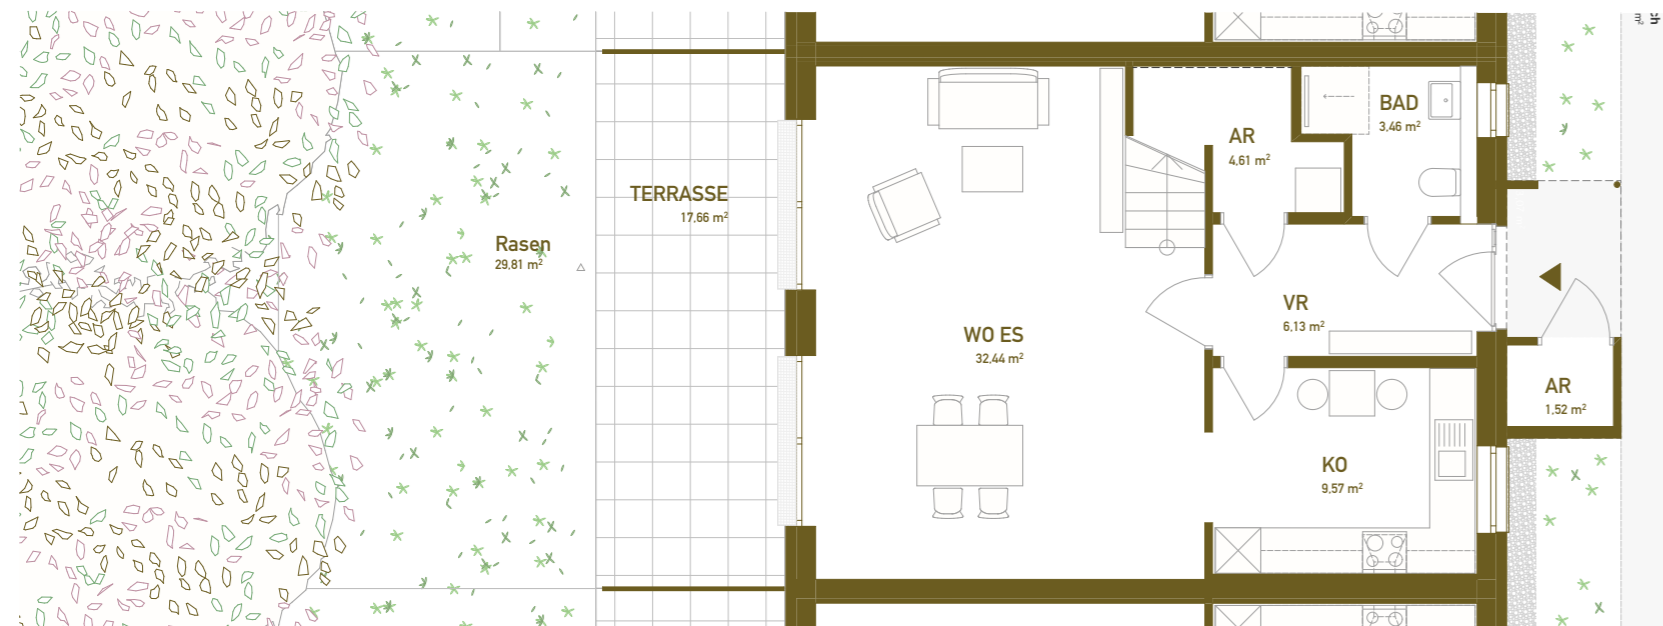 TERRASSE
17,66 m²
Rasen
29,81 m²
WO ES
32,44 m²
AR
4,61 m²
BAD
3,46 m²
VR
6,13 m²
KO
9,57 m²
AR
1,52 m²
m²